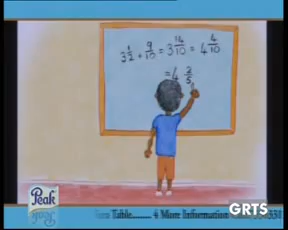 3 1/2 + 9/10 = 3 14/10 = 4 4/10
= 4 2/5
Peak
GRTS
Table......... 4 More Information